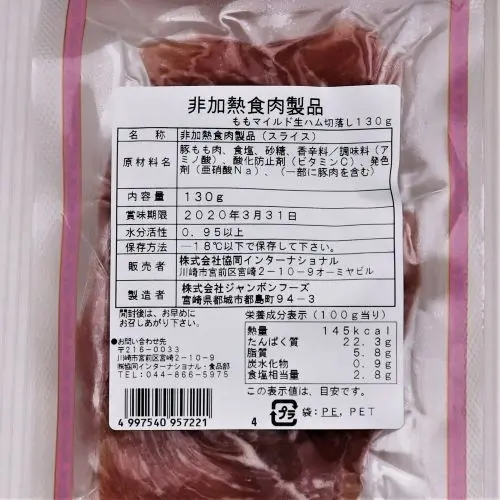 非加熱食肉製品
ももマイルド生ハム切落し130g
名　称　非加熱食肉製品（スライス）
原材料名　豚もも肉、食塩、砂糖、香辛料／調味料（ア
ミノ酸）、酸化防止剤（ビタミンC）、発色
剤（亜硝酸Na）、（一部に豚肉を含む）
内容量　130g
賞味期限　2020年3月31日
水分活性　0.95以上
保存方法　－18℃以下で保存して下さい。
販売者　株式会社協同インターナショナル
川崎市宮前区宮崎2－10－9オーミヤビル
製造者　株式会社ジャンボンフーズ
宮崎県都城市都島町94－3
開封後は、お早めに
お召しあがり下さい。
●お問い合わせ先
〒216－0033
川崎市宮前区宮崎2－10－9
㈱協同インターナショナル・食品部
TEL：044－866－5975
栄養成分表示（100g当り）
熱量　145kcal
たんぱく質　22.3g
脂質　5.8g
炭水化物　0.9g
食塩相当量　2.8g
この表示値は、目安です。
4 997540 957221
4
プラ　袋：PE，PET